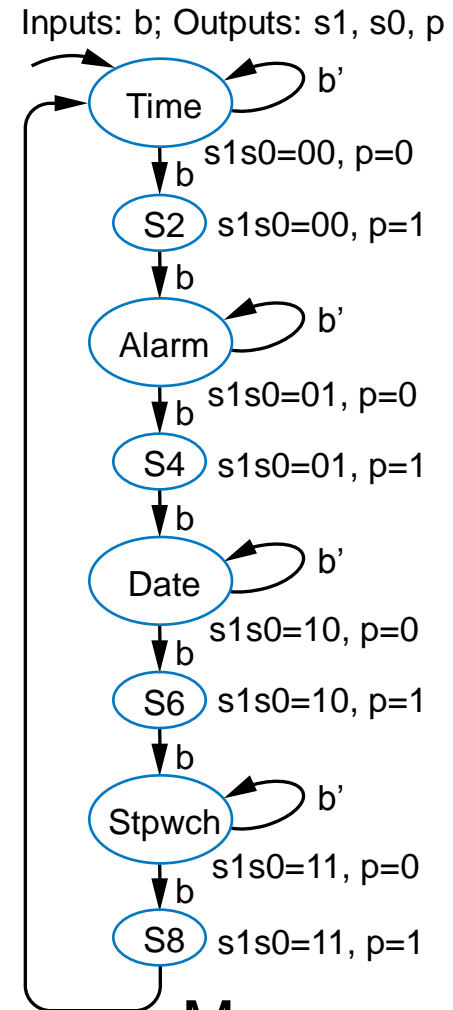 Inputs: b; Outputs: s1, s0, p
b’
Time
s1s0=00, p=0
b
S2 s1s0=00, p=1
b
b’
Alarm
s1s0=01, p=0
b
S4 s1s0=01, p=1
b
b’
Date
s1s0=10, p=0
b
S6 s1s0=10, p=1
b
b’
Stpwch
s1s0=11, p=0
b
S8 s1s0=11, p=1